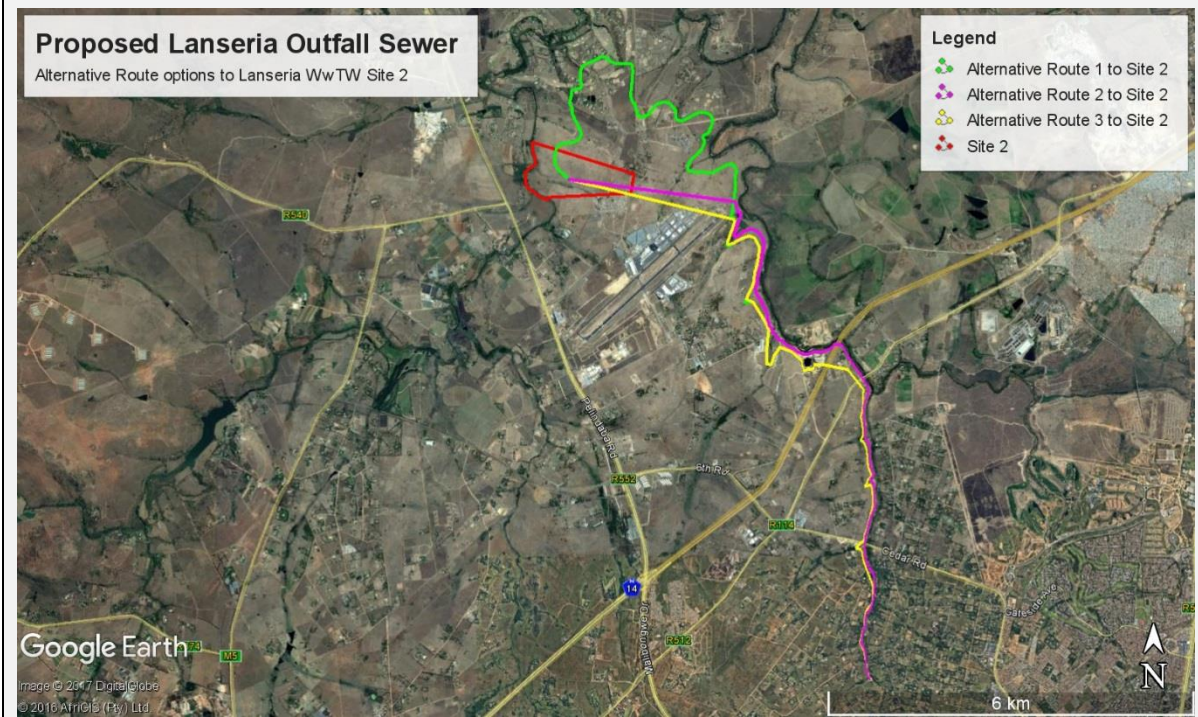 Proposed Lanseria Outfall Sewer
Alternative Route options to Lanseria WwTW Site 2
Legend
Alternative Route 1 to Site 2
Alternative Route 2 to Site 2
Alternative Route 3 to Site 2
Site 2
R540
R552
6th Rd
R114
Cedar Rd
14
R512
M5
Google Earth
Image © 2017 DigitalGlobe
© 2016 AfriGIS (Pty) Ltd
N
6 km